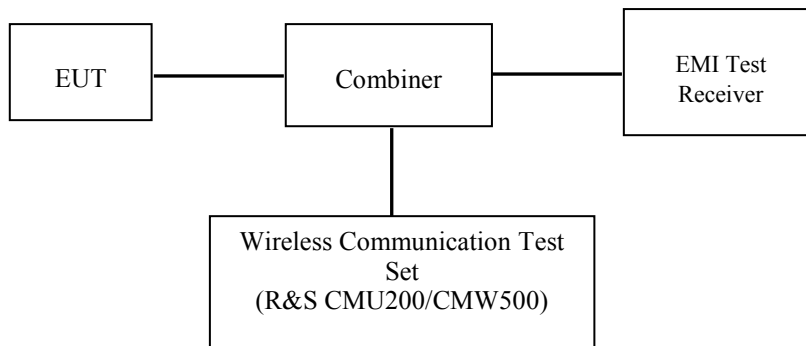 EUT
Combiner
EMI Test
Receiver
Wireless Communication Test
Set
(R&S CMU200/CMW500)